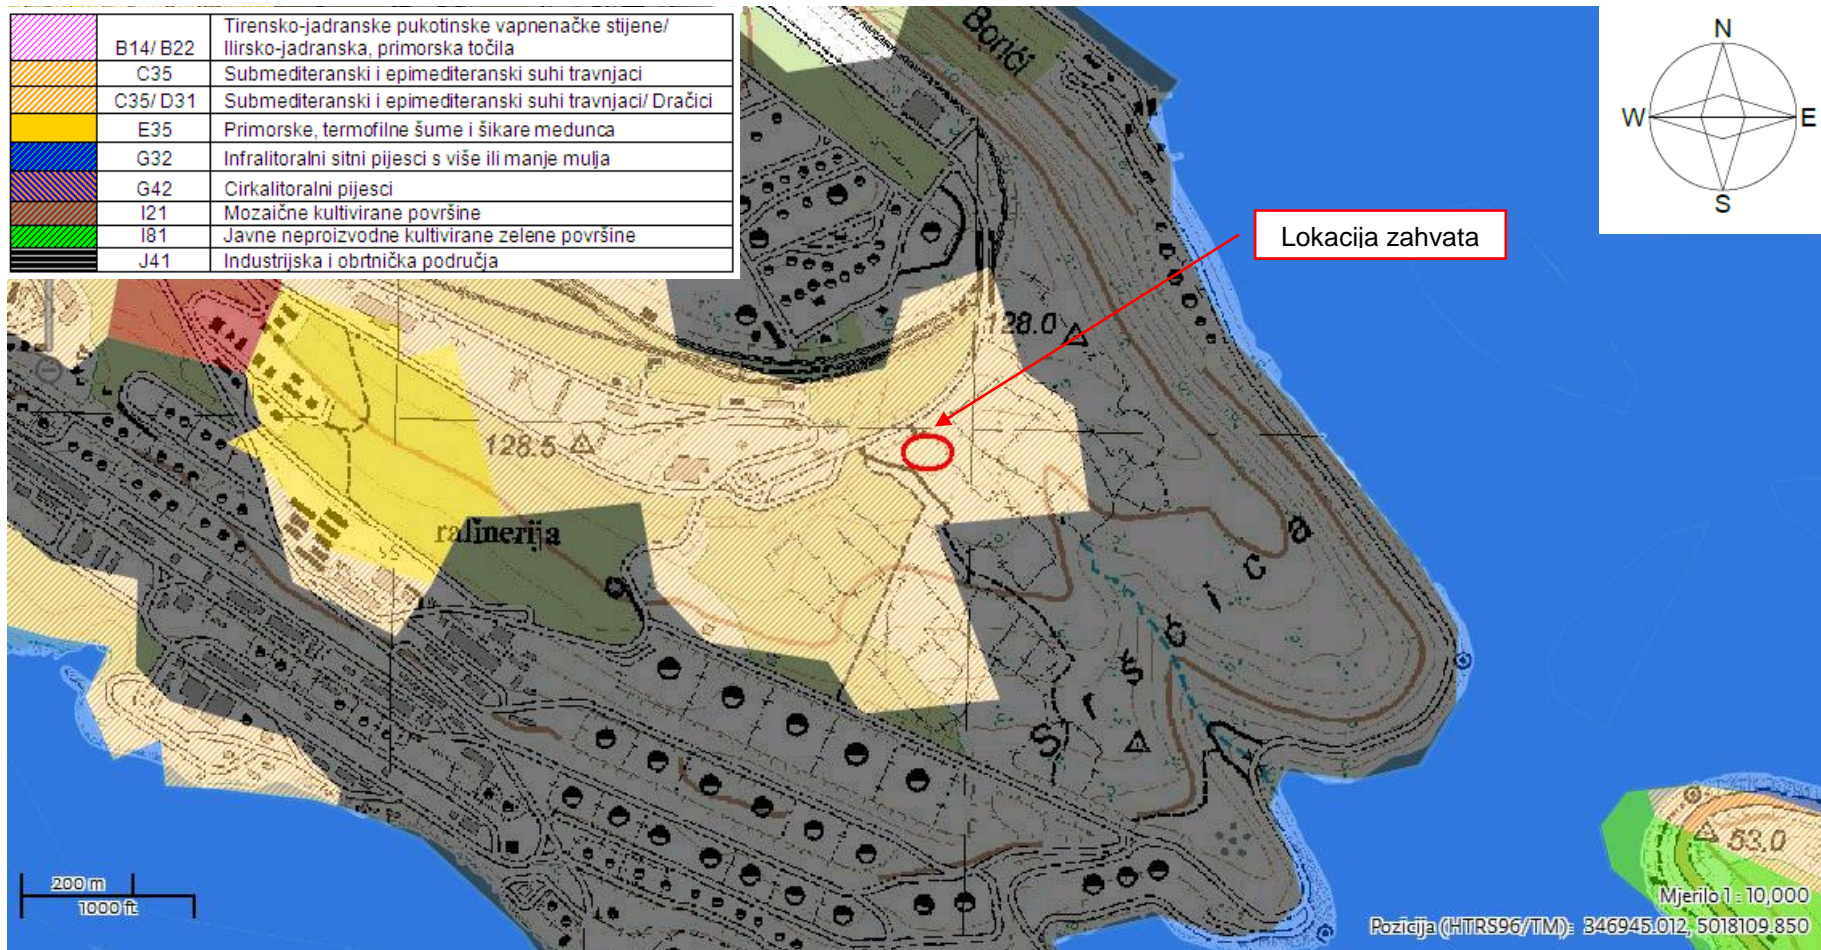 Tirensko-jadranske pukotinske vapnenačke stijene/
B14/ B22 Ilirsko-jadranska, primorska točila
C35 Submediteranski i epimediteranski suhi travnjaci
C35/ D31 Submediteranski i epimediteranski suhi travnjaci/ Dračici
E35 Primorske, termofilne šume i šikare medunca
G32 Infralitoralni sitni pijesci s više ili manje mulja
G42 Cirkalitoralni pijesci
I21 Mozaične kultivirane površine
I81 Javne neproizvodne kultivirane zelene površine
J41 Industrijska i obrtnička područja
Borići
N
W E
S
Lokacija zahvata
128.0
128.5
rafinerija
Sršćica
53,0
200 m
1000 ft
Mjerilo 1 : 10,000
Pozicija (HTRS96/TM): 346945.012, 5018109.850